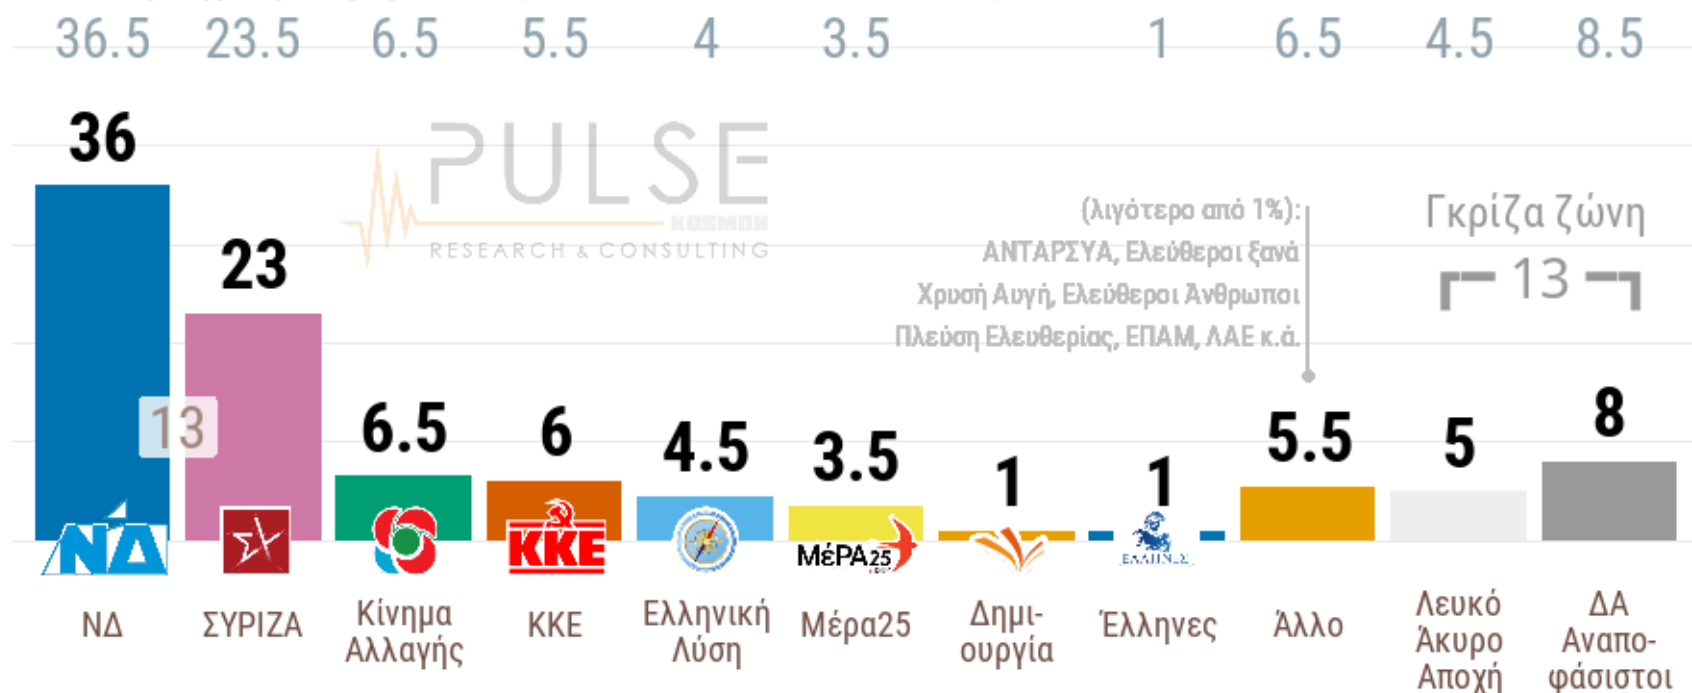 36.5 23.5 6.5 5.5 4 3.5 1 6.5 4.5 8.5
36
23
6.5
6
4.5
3.5
1
1
5.5
5
8
13
PULSE
KOSMON
RESEARCH & CONSULTING
(λιγότερο από 1%):
ΑΝΤΑΡΣΥΑ, Ελεύθεροι ξανά
Χρυσή Αυγή, Ελεύθεροι Άνθρωποι
Πλεύση Ελευθερίας, ΕΠΑΜ, ΛΑΕ κ.ά.
Γκρίζα ζώνη
13
ΝΔ
ΚΚΕ
ΜέΡΑ25
ΕΛΛΗΝΕΣ
ΝΔ
ΣΥΡΙΖΑ
Κίνημα
Αλλαγής
ΚΚΕ
Ελληνική
Λύση
Μέρα25
Δημι-
ουργία
Έλληνες
Άλλο
Λευκό
Άκυρο
Αποχή
ΔΑ
Αναπο-
φάσιστοι